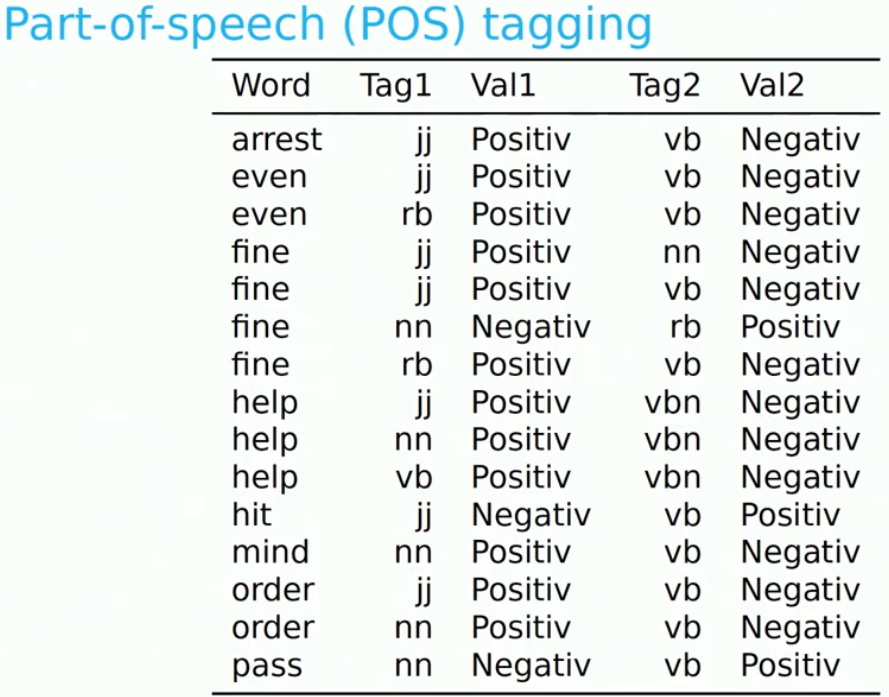 Part-of-speech (POS) tagging
Word Tag1 Val1 Tag2 Val2
arrest jj Positiv vb Negativ
even jj Positiv vb Negativ
even rb Positiv vb Negativ
fine jj Positiv nn Negativ
fine jj Positiv vb Negativ
fine nn Negativ rb Positiv
fine rb Positiv vb Negativ
help jj Positiv vbn Negativ
help nn Positiv vbn Negativ
help vb Positiv vbn Negativ
hit jj Negativ vb Positiv
mind nn Positiv vb Negativ
order jj Positiv vb Negativ
order nn Positiv vb Negativ
pass nn Negativ vb Positiv